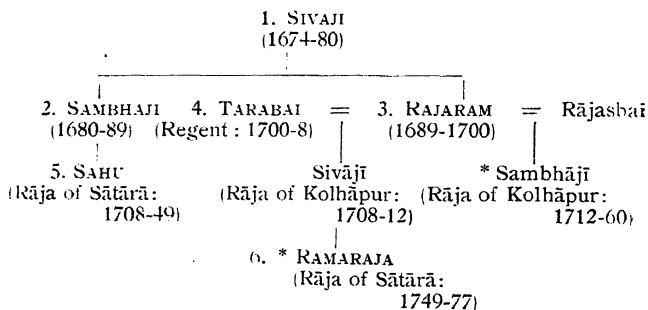 1. SIVAJI
(1674-80)
2. SAMBHAJI 4. TARABAI = 3. RAJARAM = Rājasbai
(1680-89) (Regent : 1700-8) (1689-1700)
5. SAHU Sivājī * Sambhājī
(Rāja of Sātārā: (Rāja of Kolhāpur: (Rāja of Kolhāpur:
1708-49) 1708-12) 1712-60)
6. * RAMARAJA
(Rāja of Sātārā:
1749-77)